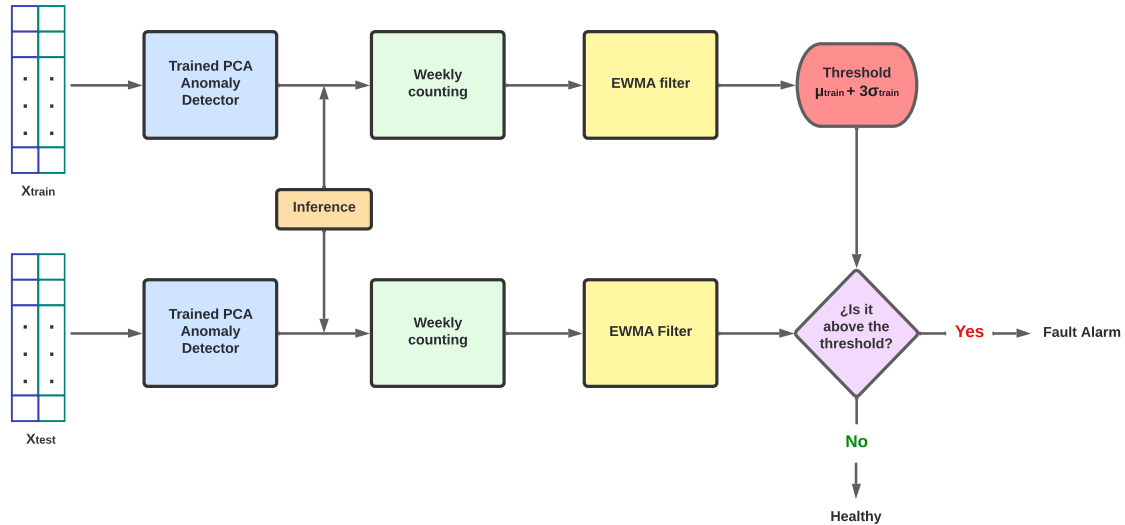 Trained PCA
Anomaly
Detector
Weekly
counting
EWMA filter
Threshold
μtrain + 3σtrain
Xtrain
Inference
Trained PCA
Anomaly
Detector
Weekly
counting
EWMA Filter
¿Is it
above the
threshold?
Yes
Fault Alarm
Xtest
No
Healthy